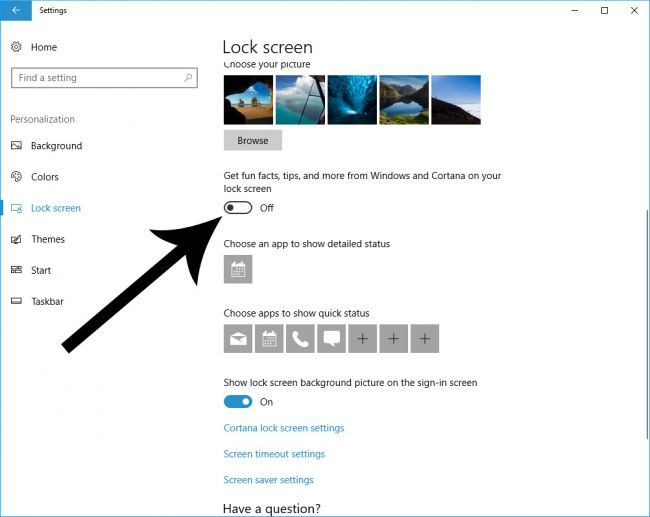 Settings
Home
Find a setting
Personalization
Background
Colors
Lock screen
Themes
Start
Taskbar
Lock screen
Choose your picture
Browse
Get fun facts, tips, and more from Windows and Cortana on your
lock screen
Off
Choose an app to show detailed status
Choose apps to show quick status
Show lock screen background picture on the sign-in screen
On
Cortana lock screen settings
Screen timeout settings
Screen saver settings
Have a question?